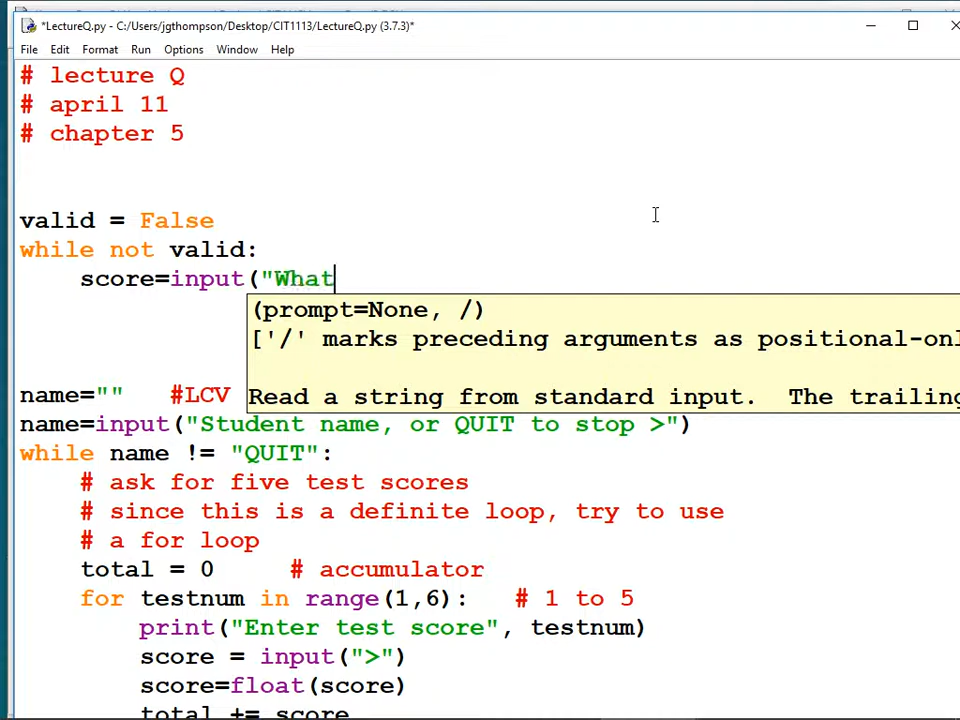 *LectureQ.py - C:/Users/jgthompson/Desktop/CIT1113/LectureQ.py (3.7.3)*
File Edit Format Run Options Window Help
# lecture Q
# april 11
# chapter 5
valid = False
while not valid:
    score=input("What
(prompt=None, /)
['/' marks preceding arguments as positional-onl
Read a string from standard input.  The trailing
name=""   #LCV
name=input("Student name, or QUIT to stop >")
while name != "QUIT":
    # ask for five test scores
    # since this is a definite loop, try to use
    # a for loop
    total = 0     # accumulator
    for testnum in range(1,6):   # 1 to 5
        print("Enter test score", testnum)
        score = input(">")
        score=float(score)
        total += score